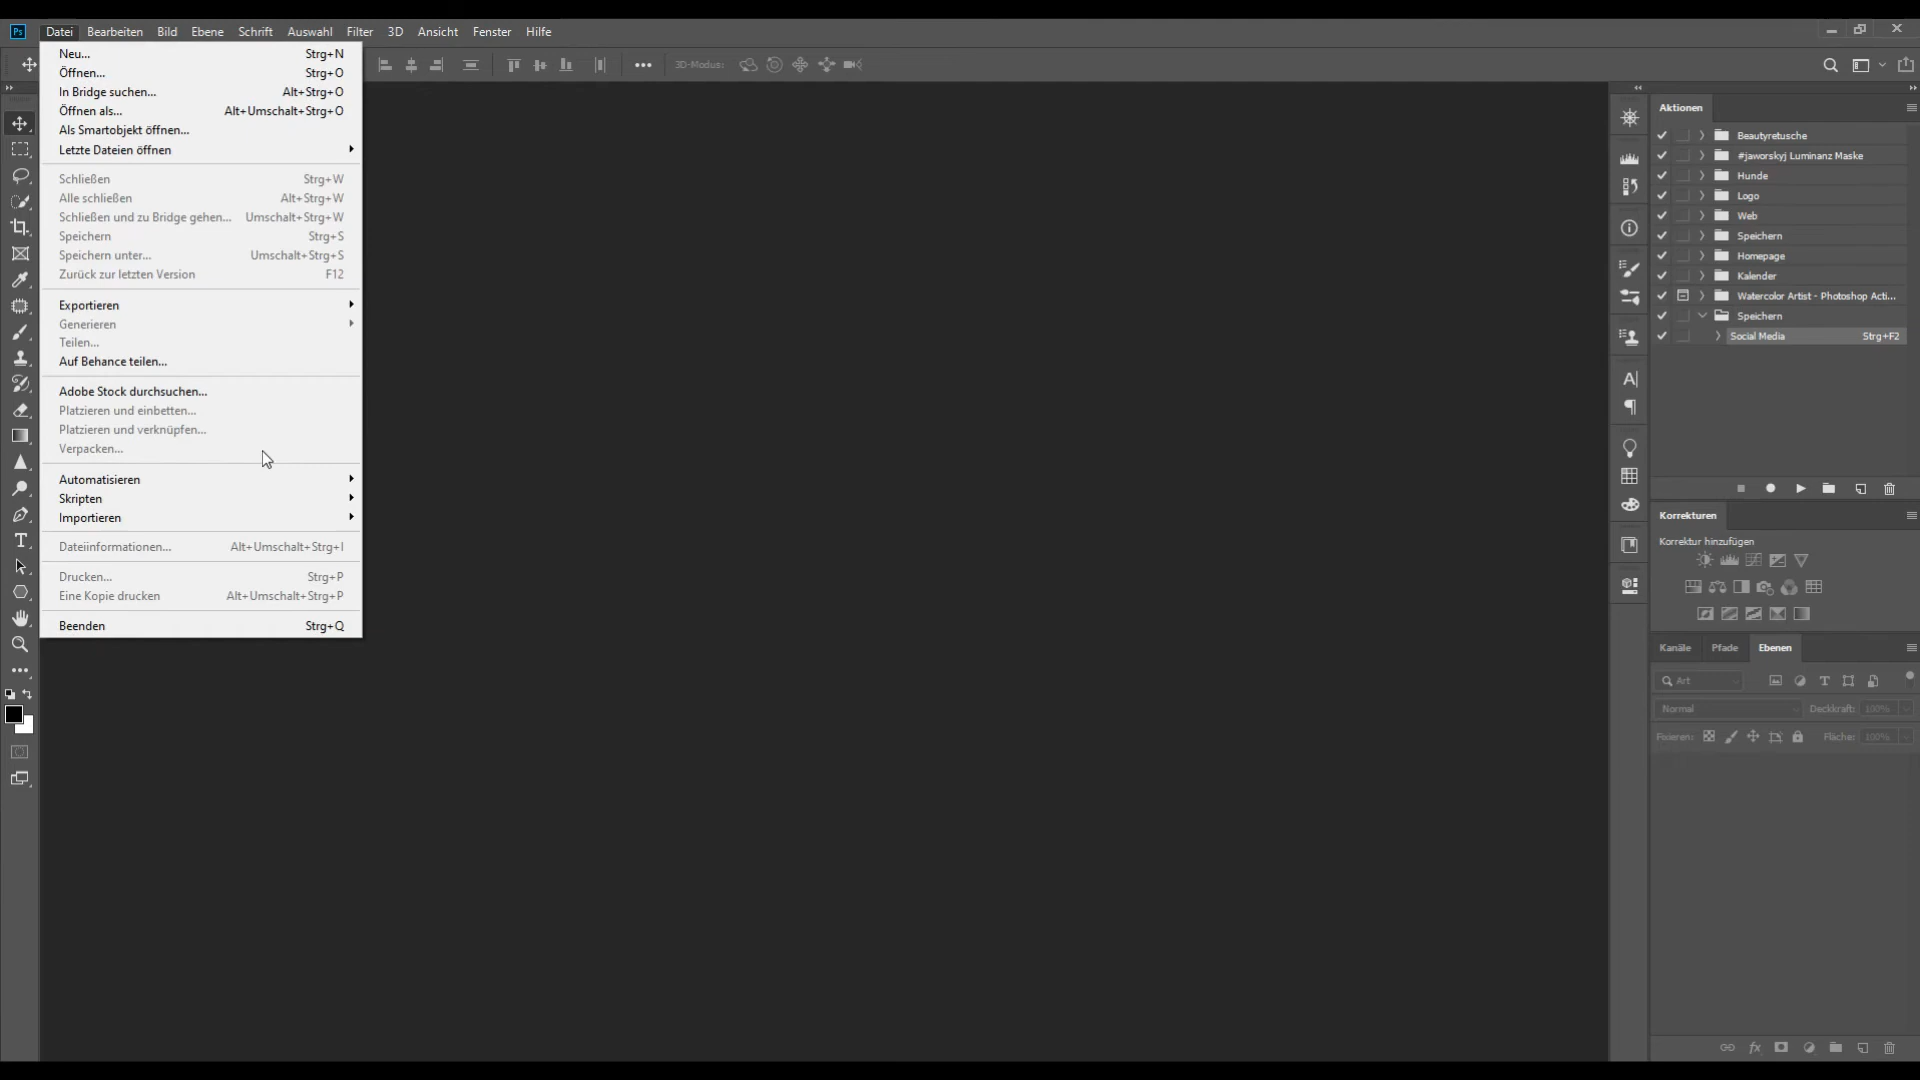 Ps Datei Bearbeiten Bild Ebene Schrift Auswahl Filter 3D Ansicht Fenster Hilfe
3D-Modus:
Neu... Strg+N
Öffnen... Strg+O
In Bridge suchen... Alt+Strg+O
Öffnen als... Alt+Umschalt+Strg+O
Als Smartobjekt öffnen...
Letzte Dateien öffnen
Schließen Strg+W
Alle schließen Alt+Strg+W
Schließen und zu Bridge gehen... Umschalt+Strg+W
Speichern Strg+S
Speichern unter... Umschalt+Strg+S
Zurück zur letzten Version F12
Exportieren
Generieren
Teilen...
Auf Behance teilen...
Adobe Stock durchsuchen...
Platzieren und einbetten...
Platzieren und verknüpfen...
Verpacken...
Automatisieren
Skripten
Importieren
Dateiinformationen... Alt+Umschalt+Strg+I
Drucken... Strg+P
Eine Kopie drucken Alt+Umschalt+Strg+P
Beenden Strg+Q
Aktionen
Beautyretusche
#jaworskyj Luminanz Maske
Hunde
Logo
Web
Speichern
Homepage
Kalender
Watercolor Artist - Photoshop Acti...
Speichern
Social Media Strg+F2
Korrekturen
Korrektur hinzufügen
Kanäle Pfade Ebenen
Art
Normal Deckkraft: 100%
Fixieren: Fläche: 100%
fx